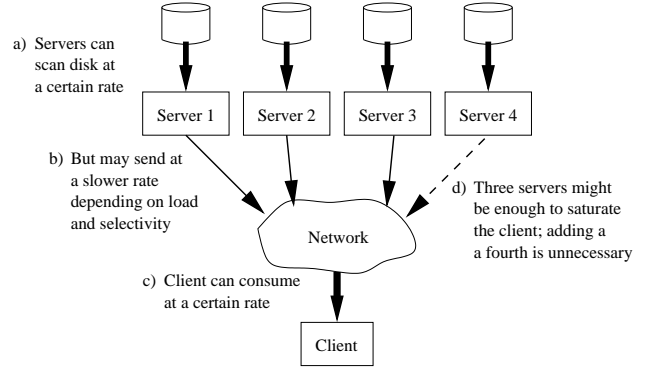 a) Servers can
scan disk at
a certain rate
Server 1
Server 2
Server 3
Server 4
b) But may send at
a slower rate
depending on load
and selectivity
d) Three servers might
be enough to saturate
the client; adding a
a fourth is unnecessary
Network
c) Client can consume
at a certain rate
Client